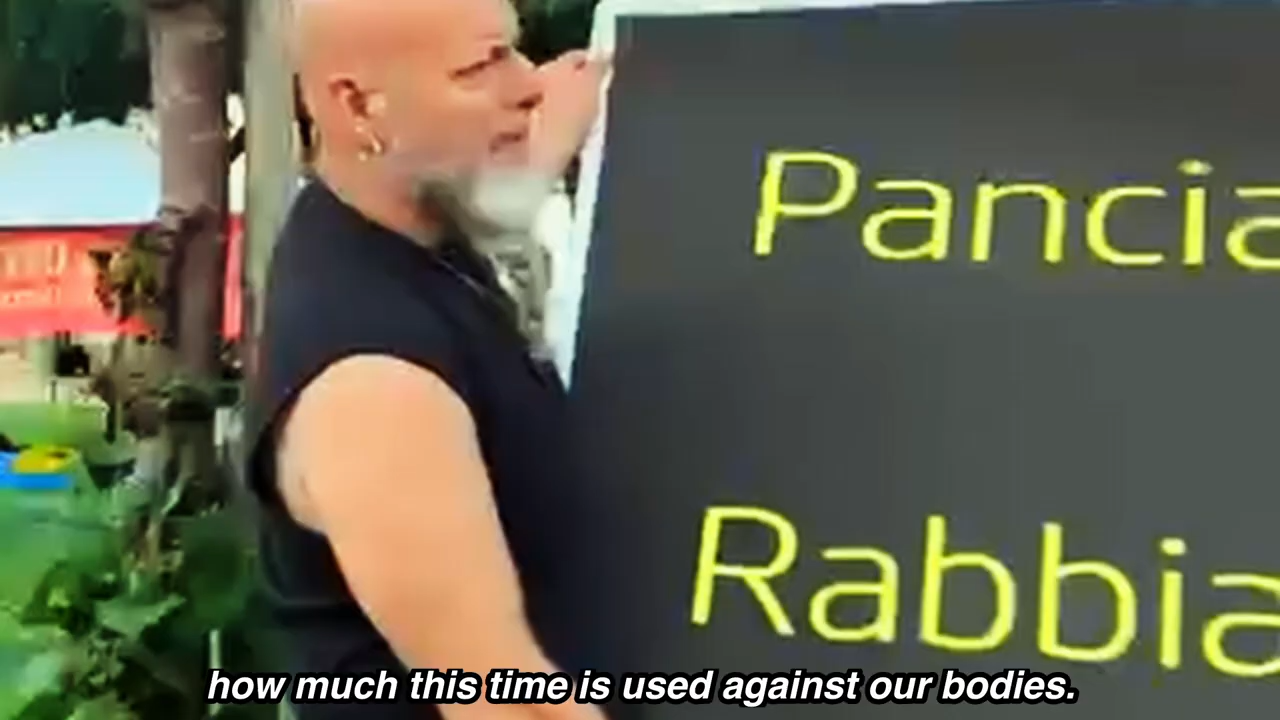 Pancia
Rabbia
how much this time is used against our bodies.